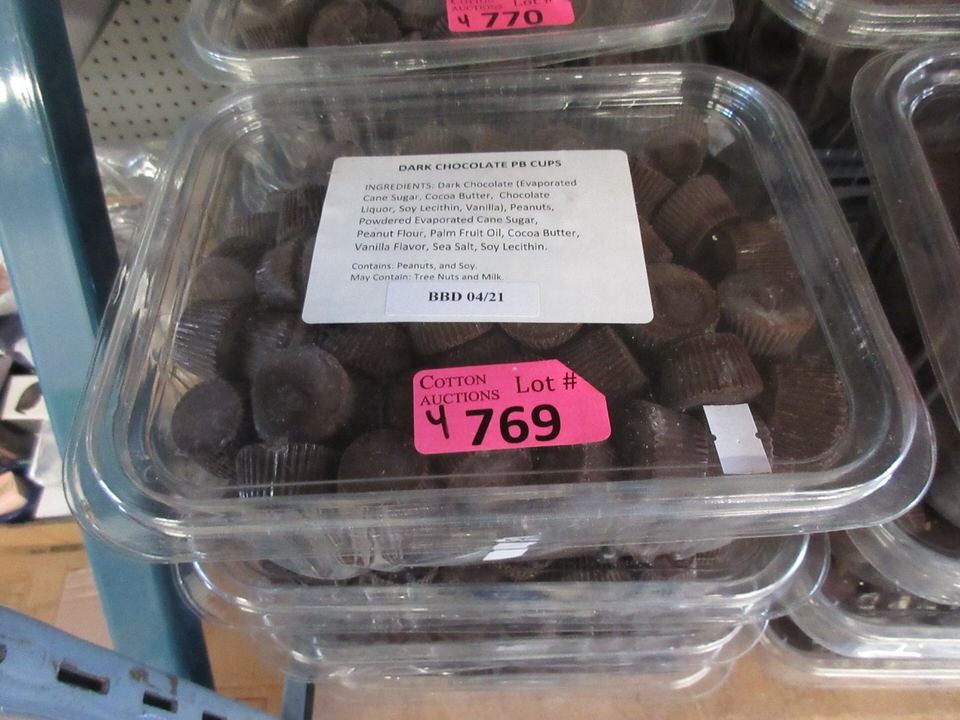 COTTON
AUCTIONS
Lot #
4 770
DARK CHOCOLATE PB CUPS
INGREDIENTS: Dark Chocolate (Evaporated
Cane Sugar, Cocoa Butter, Chocolate
Liquor, Soy Lecithin, Vanilla), Peanuts,
Powdered Evaporated Cane Sugar,
Peanut Flour, Palm Fruit Oil, Cocoa Butter,
Vanilla Flavor, Sea Salt, Soy Lecithin.
Contains: Peanuts, and Soy.
May Contain: Tree Nuts and Milk.
BBD 04/21
COTTON
AUCTIONS
Lot #
4 769